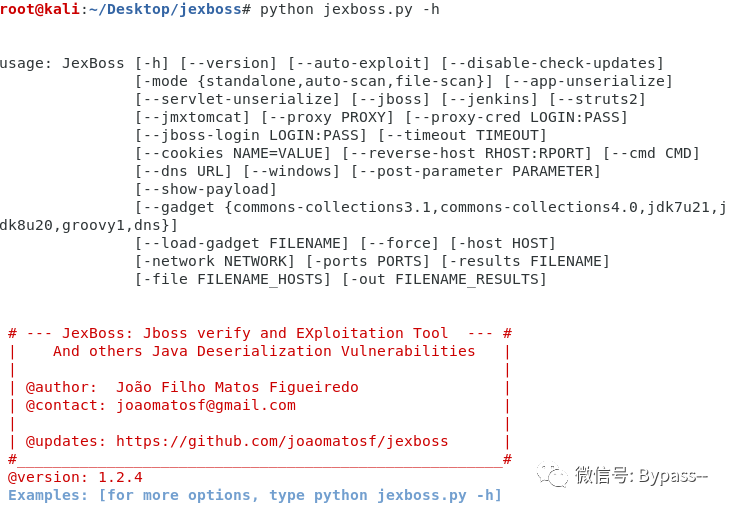 root@kali:~/Desktop/jexboss# python jexboss.py -h
usage: JexBoss [-h] [--version] [--auto-exploit] [--disable-check-updates]
[-mode {standalone,auto-scan,file-scan}] [--app-unserialize]
[--servlet-unserialize] [--jboss] [--jenkins] [--struts2]
[--jmxtomcat] [--proxy PROXY] [--proxy-cred LOGIN:PASS]
[--jboss-login LOGIN:PASS] [--timeout TIMEOUT]
[--cookies NAME=VALUE] [--reverse-host RHOST:RPORT] [--cmd CMD]
[--dns URL] [--windows] [--post-parameter PARAMETER]
[--show-payload]
[--gadget {commons-collections3.1,commons-collections4.0,jdk7u21,j
dk8u20,groovy1,dns}]
[--load-gadget FILENAME] [--force] [-host HOST]
[-network NETWORK] [-ports PORTS] [-results FILENAME]
[-file FILENAME_HOSTS] [-out FILENAME_RESULTS]
# --- JexBoss: Jboss verify and EXploitation Tool  --- #
|    And others Java Deserialization Vulnerabilities   |
|                                                      |
| @author:  João Filho Matos Figueiredo                |
| @contact: joaomatosf@gmail.com                       |
|                                                      |
| @updates: https://github.com/joaomatosf/jexboss      |
#______________________________________________________#
@version: 1.2.4
Examples: [for more options, type python jexboss.py -h]
微信号: Bypass--